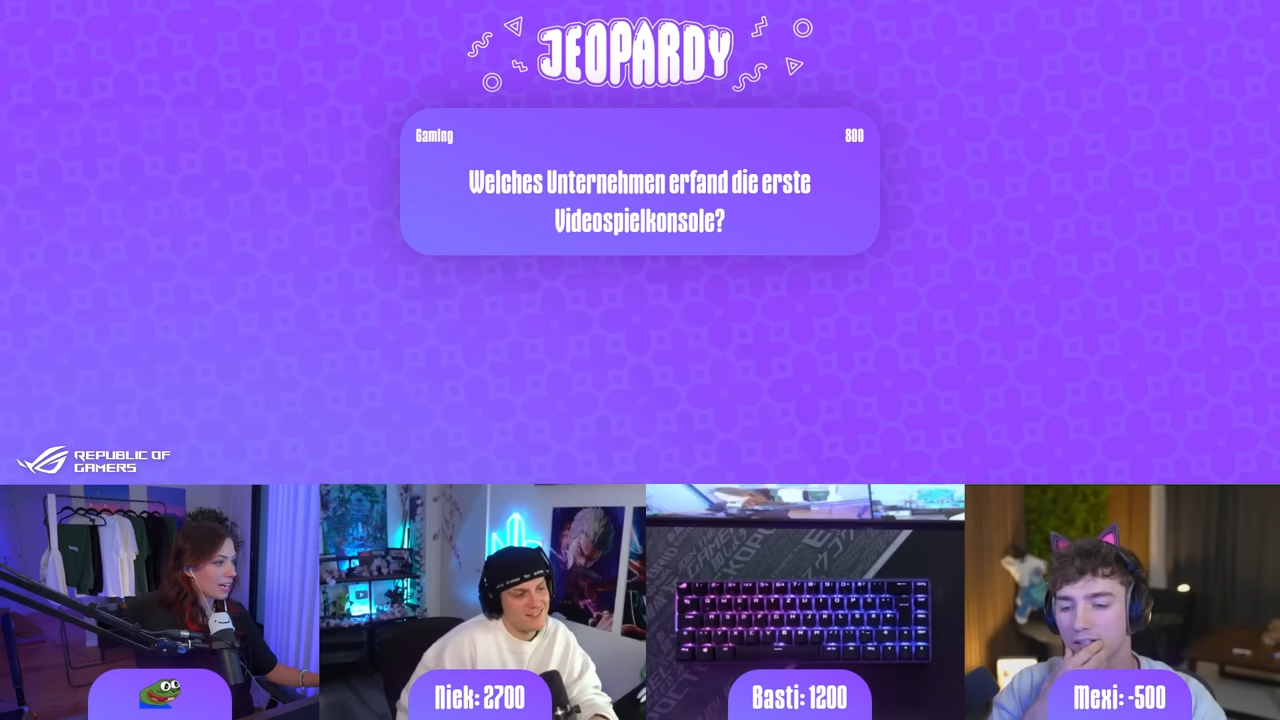 JEOPARDY
Gaming
800
Welches Unternehmen erfand die erste
Videospielkonsole?
REPUBLIC OF
GAMERS
Niek: 2700
Basti: 1200
Mexi: -500